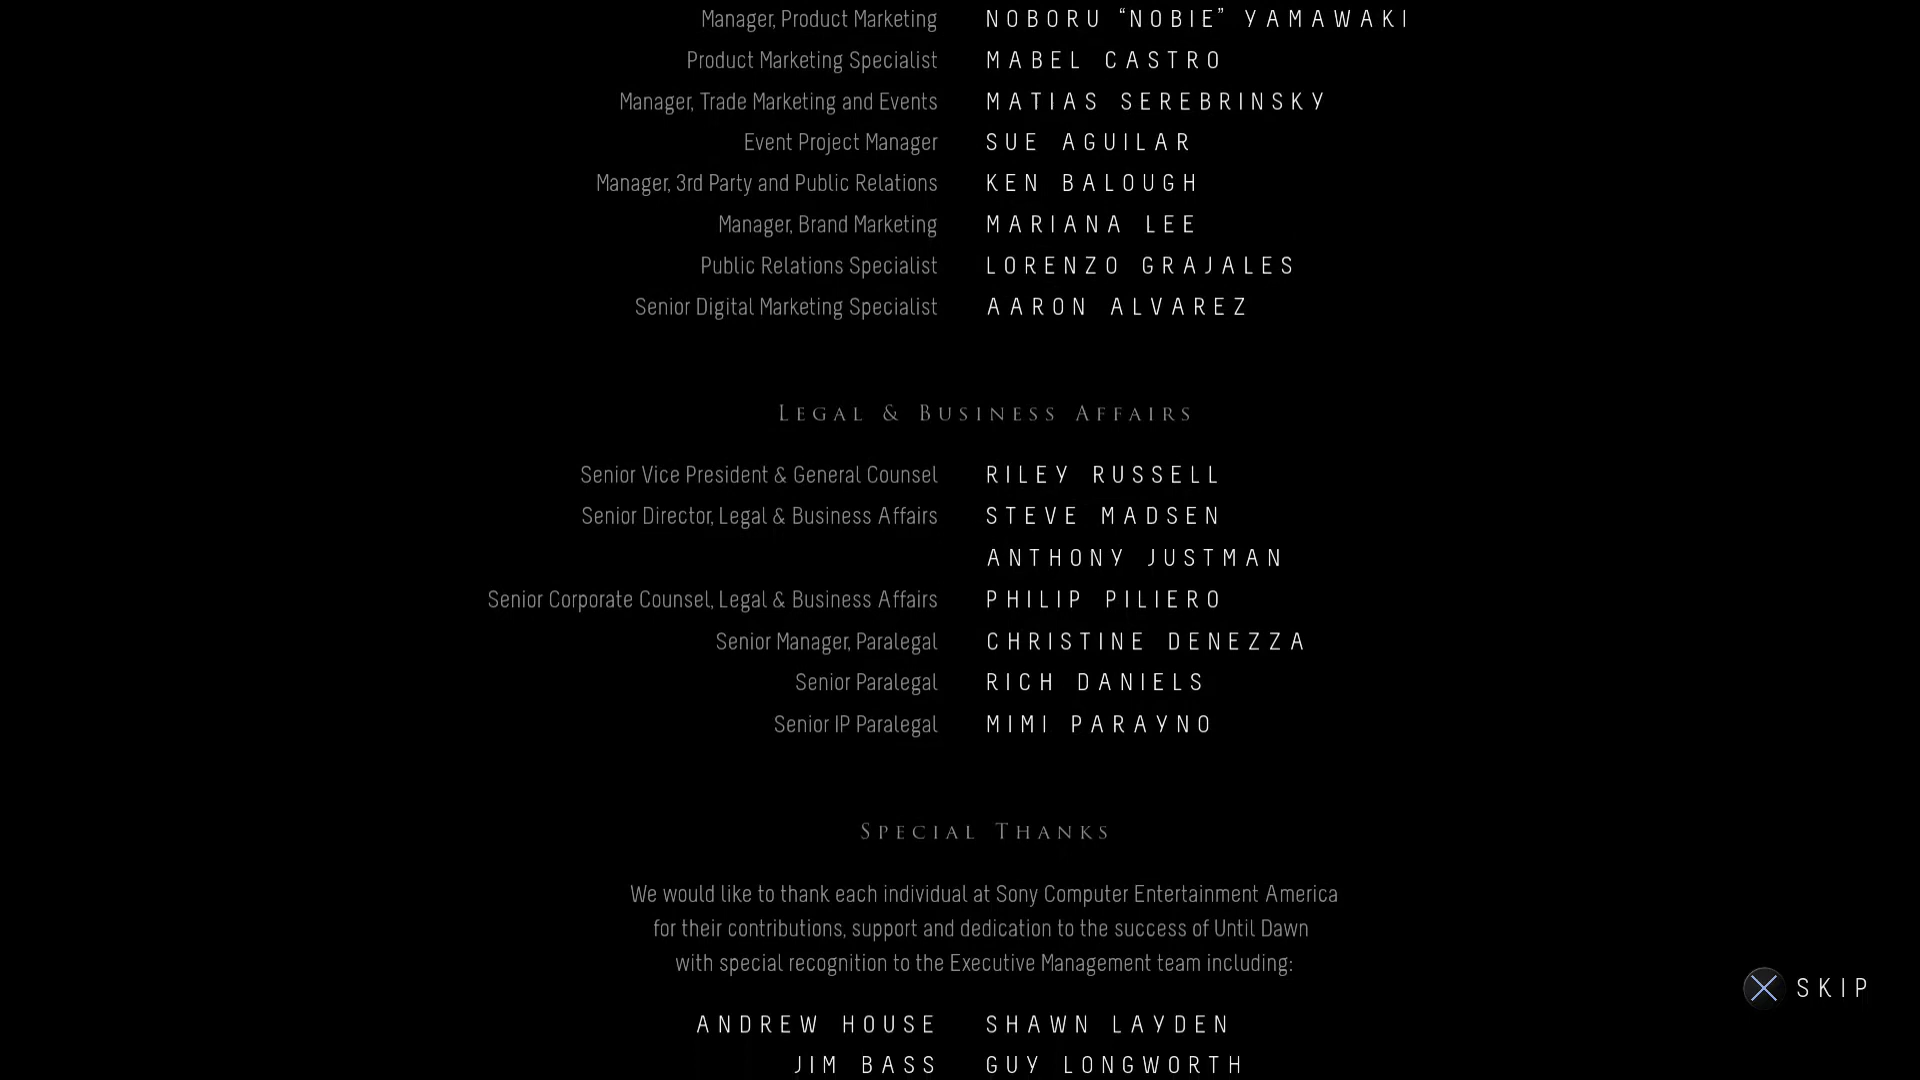 Manager, Product Marketing NOBORU “NOBIE” YAMAWAKI
Product Marketing Specialist MABEL CASTRO
Manager, Trade Marketing and Events MATIAS SEREBRINSKY
Event Project Manager SUE AGUILAR
Manager, 3rd Party and Public Relations KEN BALOUGH
Manager, Brand Marketing MARIANA LEE
Public Relations Specialist LORENZO GRAJALES
Senior Digital Marketing Specialist AARON ALVAREZ
LEGAL & BUSINESS AFFAIRS
Senior Vice President & General Counsel RILEY RUSSELL
Senior Director, Legal & Business Affairs STEVE MADSEN
ANTHONY JUSTMAN
Senior Corporate Counsel, Legal & Business Affairs PHILIP PILIERO
Senior Manager, Paralegal CHRISTINE DENEZZA
Senior Paralegal RICH DANIELS
Senior IP Paralegal MIMI PARAYNO
SPECIAL THANKS
We would like to thank each individual at Sony Computer Entertainment America
for their contributions, support and dedication to the success of Until Dawn
with special recognition to the Executive Management team including:
SKIP
ANDREW HOUSE SHAWN LAYDEN
JIM BASS GUY LONGWORTH